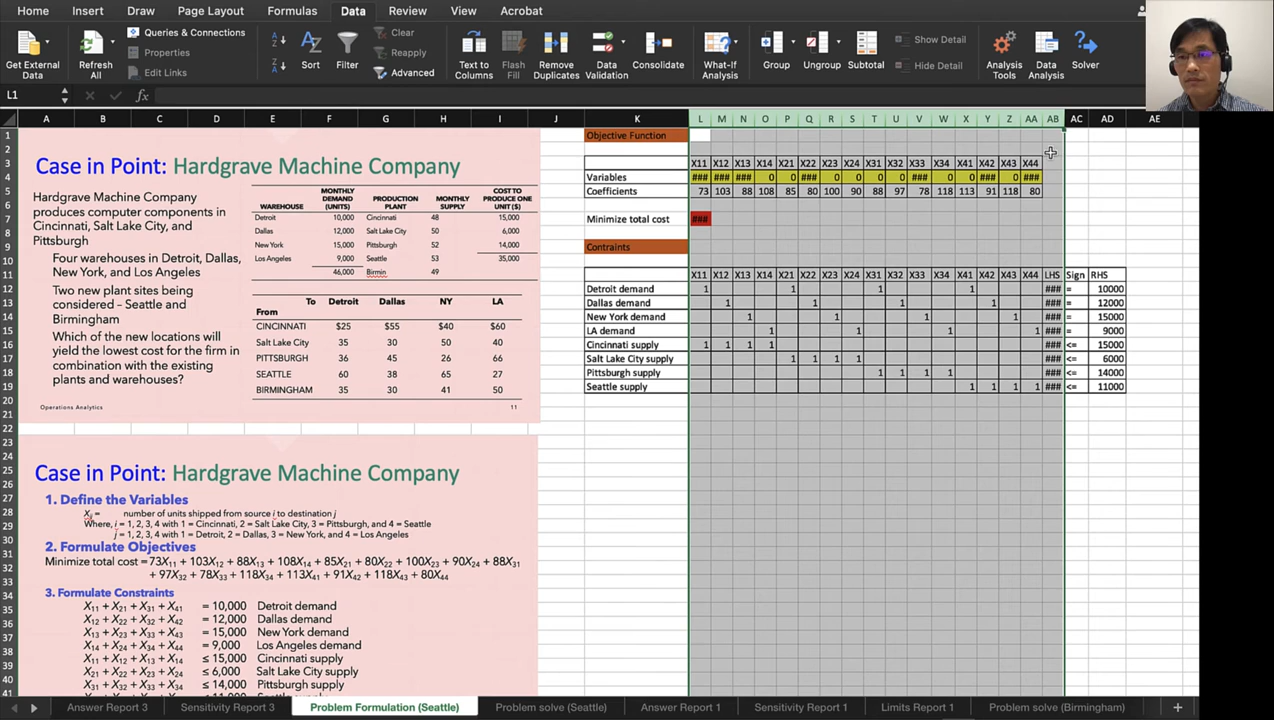 Home Insert Draw Page Layout Formulas Data Review View Acrobat
Get External Data
Refresh All
Queries & Connections
Properties
Edit Links
Sort
Filter
Clear
Reapply
Advanced
Text to Columns
Flash Fill
Remove Duplicates
Data Validation
Consolidate
What-If Analysis
Group
Ungroup
Subtotal
Show Detail
Hide Detail
Analysis Tools
Data Analysis
Solver
L1 fx
A B C D E F G H I J K L M N O P Q R S T U V W X Y Z AA AB AC AD AE
Case in Point: Hardgrave Machine Company
Hardgrave Machine Company
produces computer components in
Cincinnati, Salt Lake City, and
Pittsburgh
Four warehouses in Detroit, Dallas,
New York, and Los Angeles
Two new plant sites being
considered – Seattle and
Birmingham
Which of the new locations will
yield the lowest cost for the firm in
combination with the existing
plants and warehouses?
WAREHOUSE MONTHLY DEMAND (UNITS) PRODUCTION PLANT MONTHLY SUPPLY COST TO PRODUCE ONE UNIT ($)
Detroit 10,000 Cincinnati 48 15,000
Dallas 12,000 Salt Lake City 50 6,000
New York 15,000 Pittsburgh 52 14,000
Los Angeles 9,000 Seattle 53 35,000
46,000 Birmin 49
To Detroit Dallas NY LA
From
CINCINNATI $25 $55 $40 $60
Salt Lake City 35 30 50 40
PITTSBURGH 36 45 26 66
SEATTLE 60 38 65 27
BIRMINGHAM 35 30 41 50
Operations Analytics 11
Case in Point: Hardgrave Machine Company
1. Define the Variables
Xij = number of units shipped from source i to destination j
Where, i = 1, 2, 3, 4 with 1 = Cincinnati, 2 = Salt Lake City, 3 = Pittsburgh, and 4 = Seattle
j = 1, 2, 3, 4 with 1 = Detroit, 2 = Dallas, 3 = New York, and 4 = Los Angeles
2. Formulate Objectives
Minimize total cost =73X11 + 103X12 + 88X13 + 108X14 + 85X21 + 80X22 + 100X23 + 90X24 + 88X31
+ 97X32 + 78X33 + 118X34 + 113X41 + 91X42 + 118X43 + 80X44
3. Formulate Constraints
X11 + X21 + X31 + X41 = 10,000 Detroit demand
X12 + X22 + X32 + X42 = 12,000 Dallas demand
X13 + X23 + X33 + X43 = 15,000 New York demand
X14 + X24 + X34 + X44 = 9,000 Los Angeles demand
X11 + X12 + X13 + X14 ≤ 15,000 Cincinnati supply
X21 + X22 + X23 + X24 ≤ 6,000 Salt Lake City supply
X31 + X32 + X33 + X34 ≤ 14,000 Pittsburgh supply
Objective Function
X11 X12 X13 X14 X21 X22 X23 X24 X31 X32 X33 X34 X41 X42 X43 X44
Variables ### ### ### 0 0 ### 0 0 0 0 ### 0 0 ### 0 ###
Coefficients 73 103 88 108 85 80 100 90 88 97 78 118 113 91 118 80
Minimize total cost ###
Contraints
X11 X12 X13 X14 X21 X22 X23 X24 X31 X32 X33 X34 X41 X42 X43 X44 LHS Sign RHS
Detroit demand 1 1 1 1 ### = 10000
Dallas demand 1 1 1 1 ### = 12000
New York demand 1 1 1 1 ### = 15000
LA demand 1 1 1 1 ### = 9000
Cincinnati supply 1 1 1 1 ### <= 15000
Salt Lake City supply 1 1 1 1 ### <= 6000
Pittsburgh supply 1 1 1 1 ### <= 14000
Seattle supply 1 1 1 1 ### <= 11000
Answer Report 3 Sensitivity Report 3 Problem Formulation (Seattle) Problem solve (Seattle) Answer Report 1 Sensitivity Report 1 Limits Report 1 Problem solve (Birmingham)